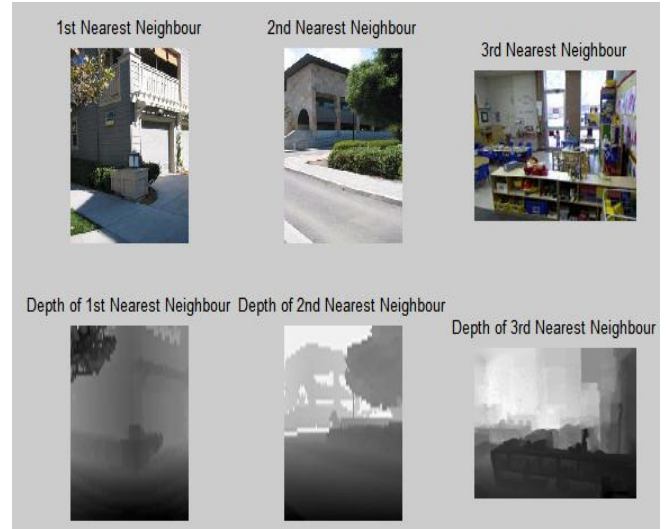 1st Nearest Neighbour
2nd Nearest Neighbour
3rd Nearest Neighbour
Depth of 1st Nearest Neighbour
Depth of 2nd Nearest Neighbour
Depth of 3rd Nearest Neighbour